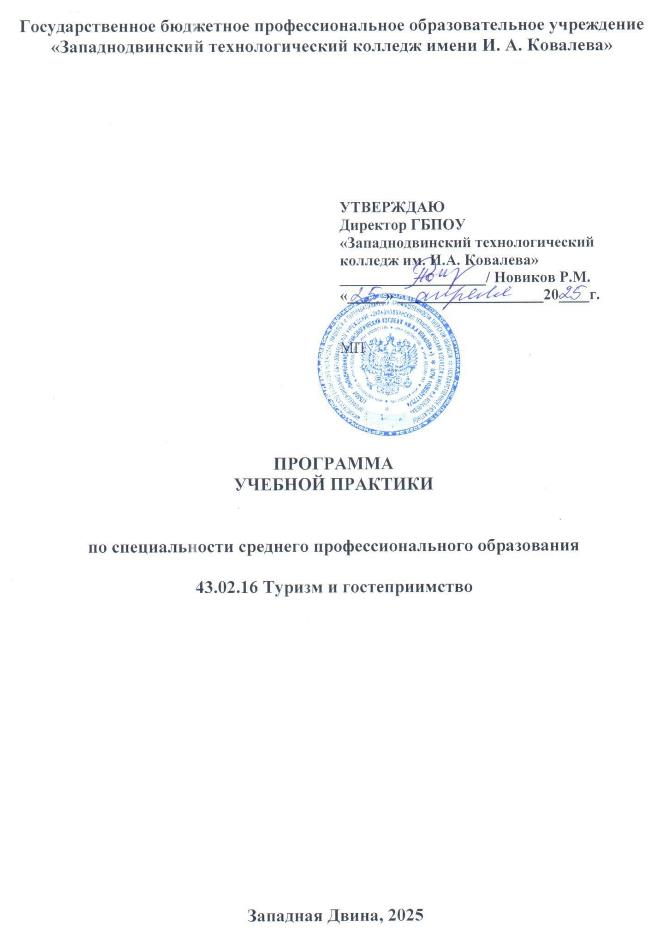 Государственное бюджетное профессиональное образовательное учреждение
«Западнодвинский технологический колледж имени И. А. Ковалева»
УТВЕРЖДАЮ
Директор ГБПОУ
«Западнодвинский технологический
колледж им. И.А. Ковалева»
/ Новиков Р.М.
«25» апреля 2025 г.
МП
ПРОГРАММА
УЧЕБНОЙ ПРАКТИКИ
по специальности среднего профессионального образования
43.02.16 Туризм и гостеприимство
Западная Двина, 2025